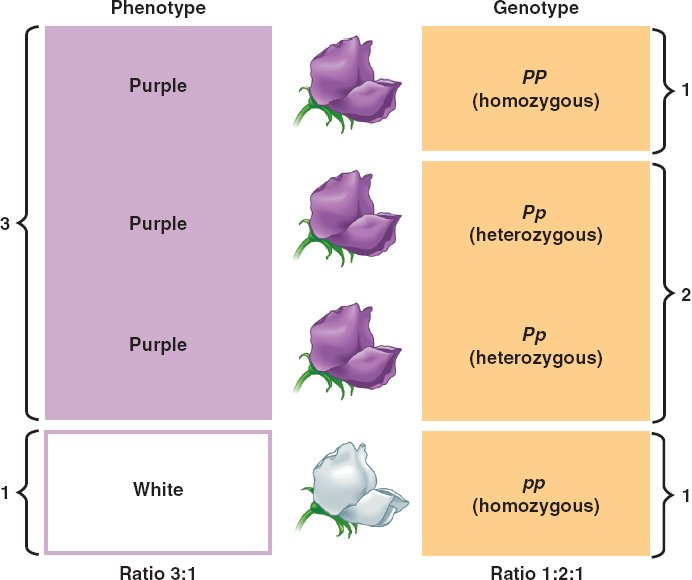 Phenotype
Genotype
Purple
PP
(homozygous)
1
3
Purple
Pp
(heterozygous)
2
Purple
Pp
(heterozygous)
1
White
pp
(homozygous)
1
Ratio 3:1
Ratio 1:2:1